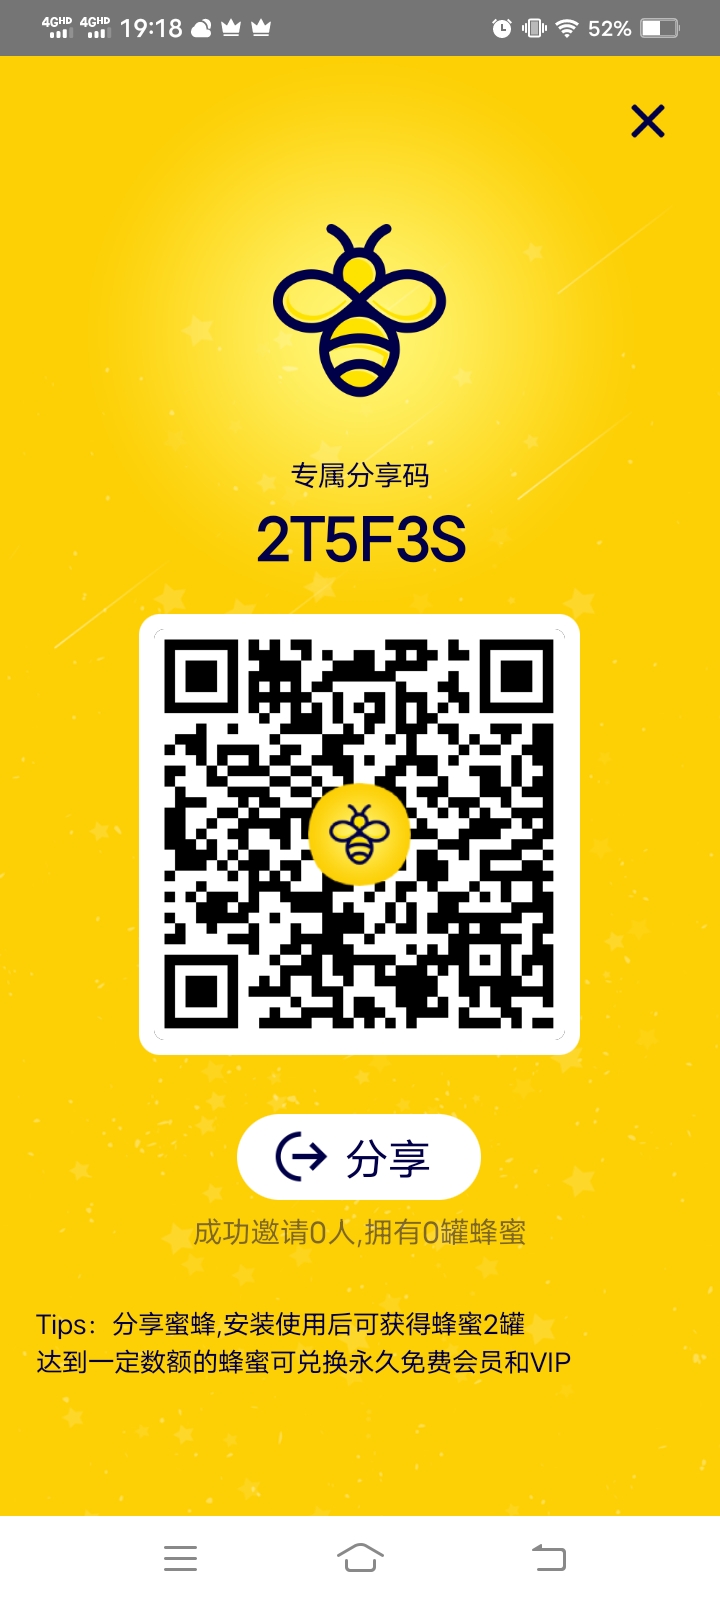 4GHD 4GHD 19:18 52%
专属分享码
2T5F3S
分享
成功邀请0人,拥有0罐蜂蜜
Tips：分享蜜蜂,安装使用后可获得蜂蜜2罐
达到一定数额的蜂蜜可兑换永久免费会员和VIP